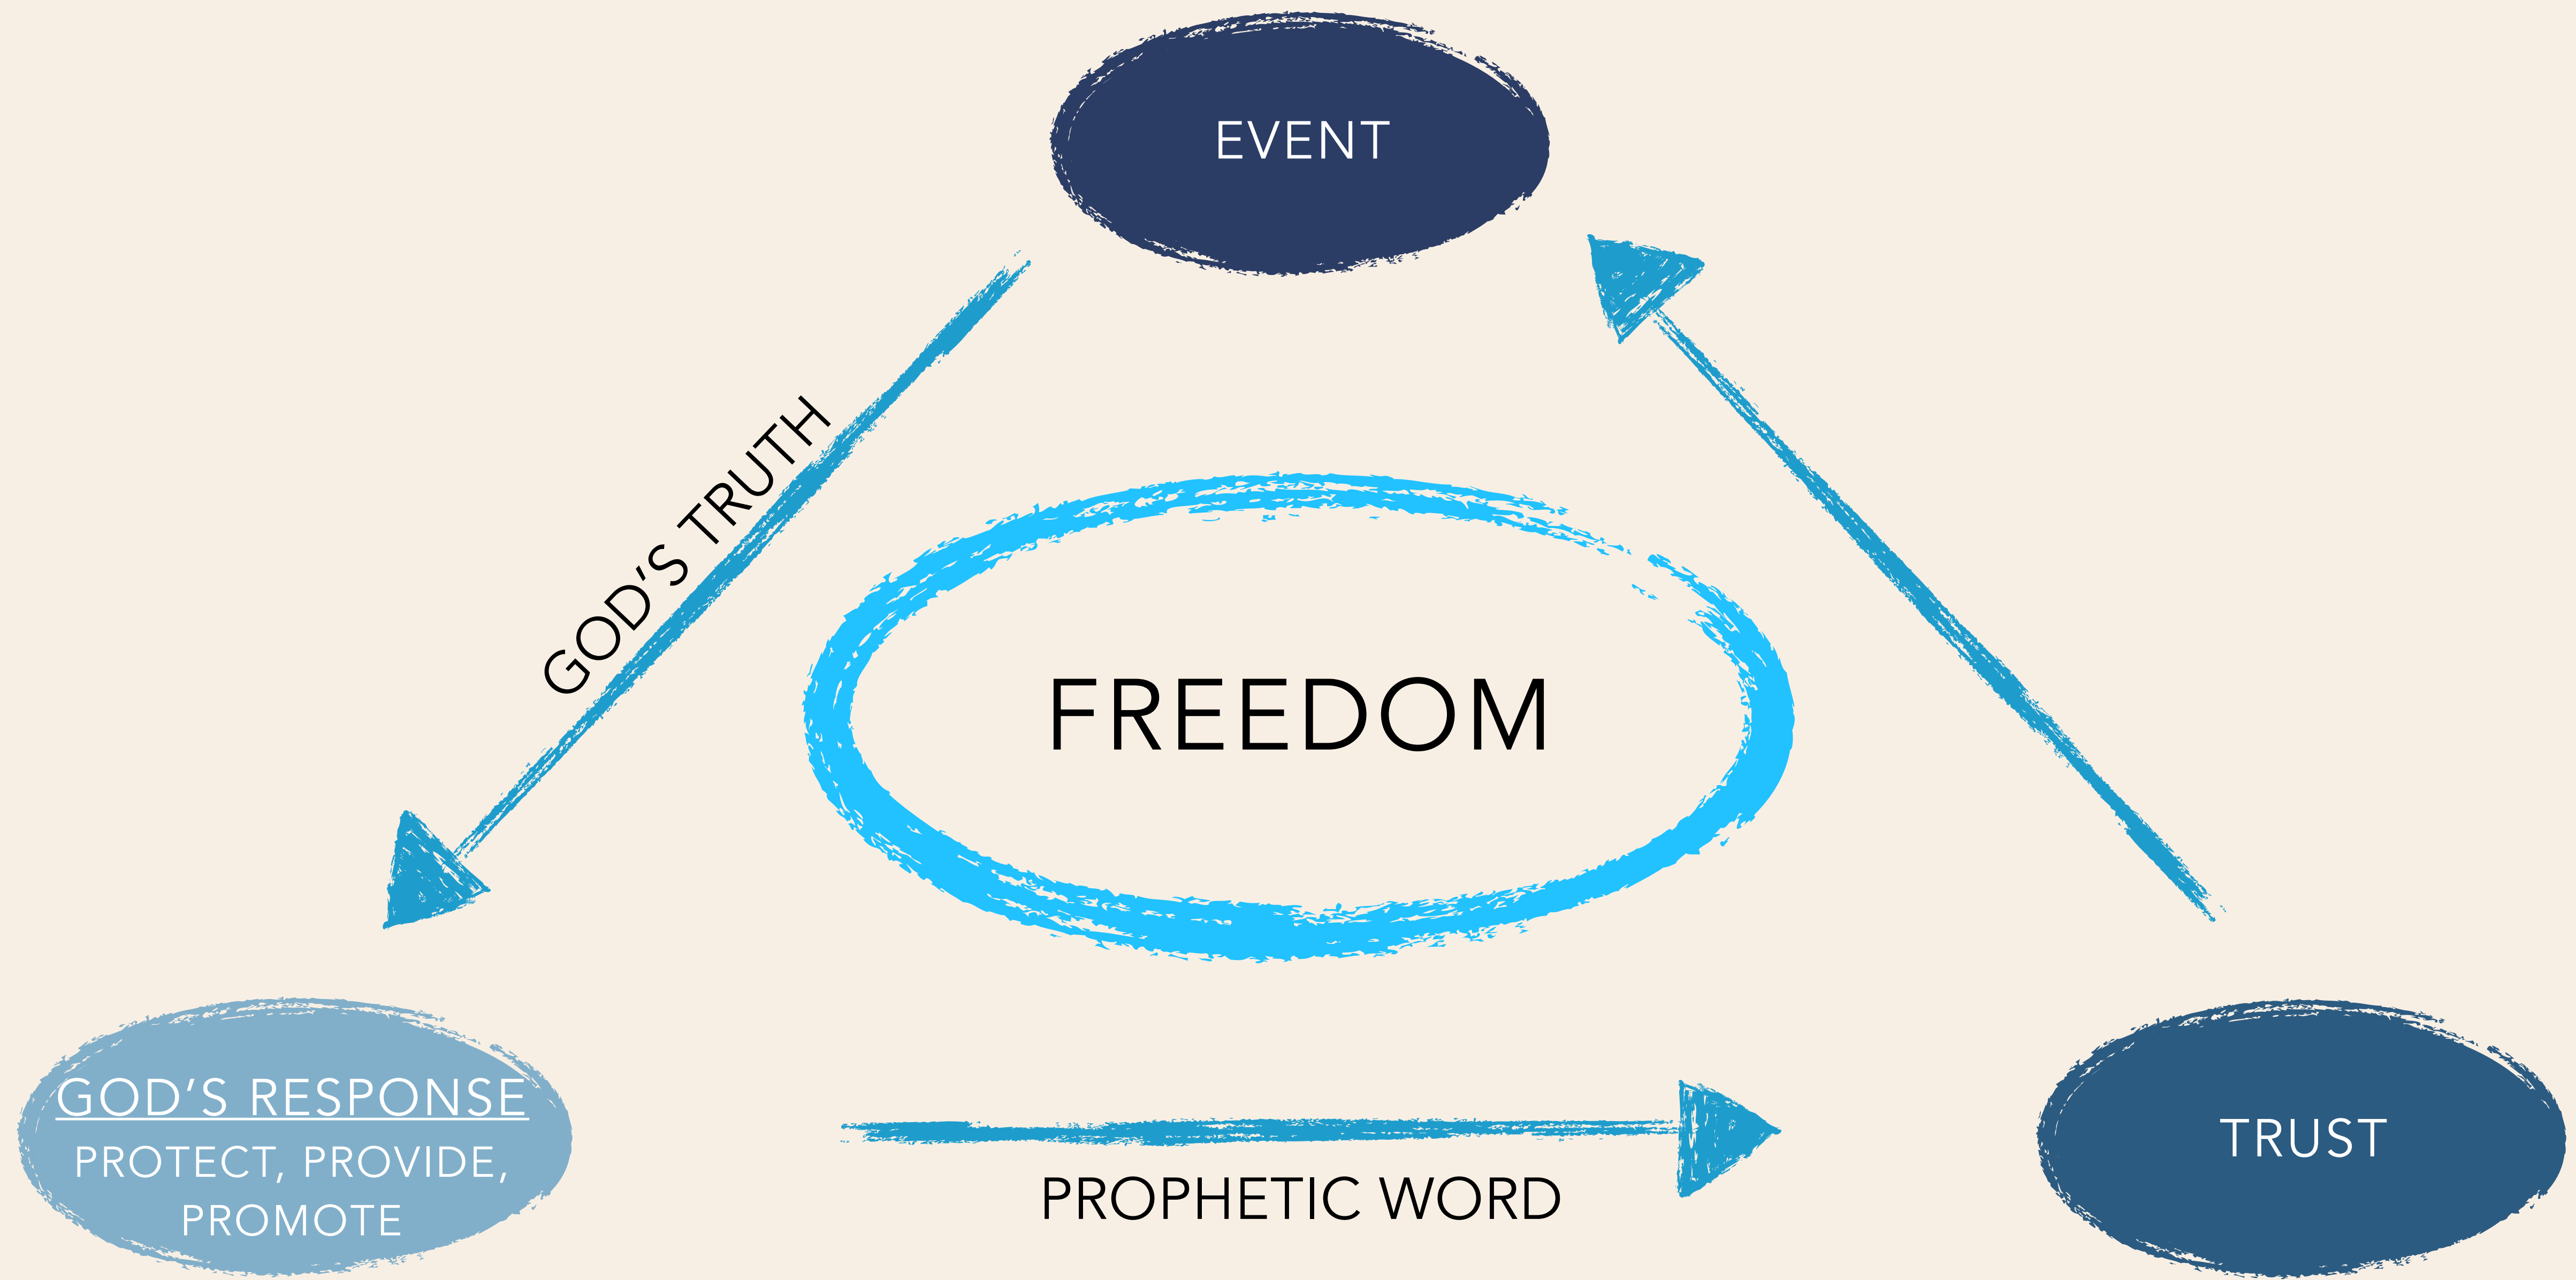 EVENT
GOD’S TRUTH
FREEDOM
GOD’S RESPONSE
PROTECT, PROVIDE,
PROMOTE
PROPHETIC WORD
TRUST